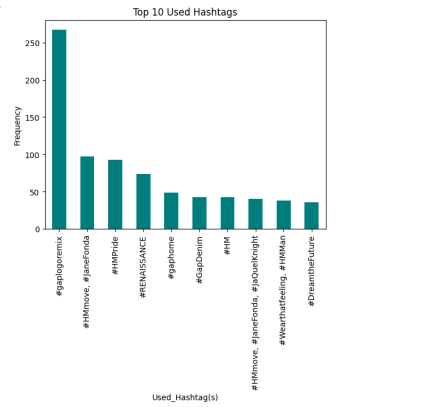 Top 10 Used Hashtags
Frequency
250
200
150
100
50
0
#gaplogoremix
#HMmove, #JaneFonda
#HMPride
#RENAISSANCE
#gaphome
#GapDenim
#HM
#HMmove, #JaneFonda, #JaQuelKnight
#Wearthatfeeling, #HMMan
#DreamtheFuture
Used_Hashtag(s)